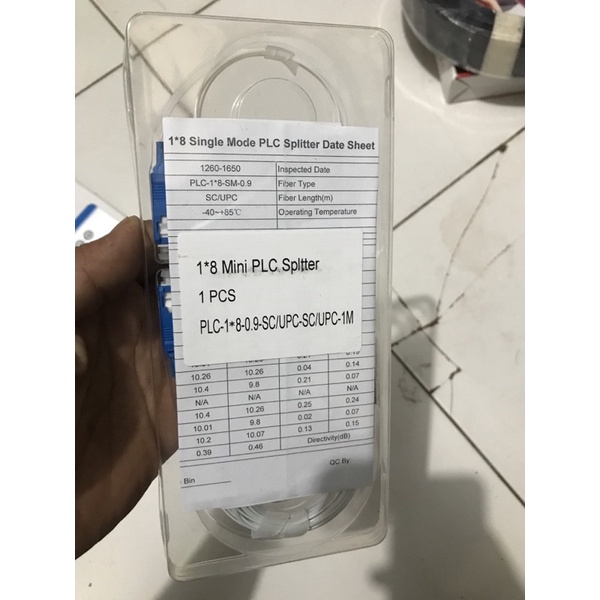 1*8 Single Mode PLC Splitter Date Sheet
1260-1650 Inspected Date
PLC-1*8-SM-0.9 Fiber Type
SC/UPC Fiber Length(m)
-40~+85℃ Operating Temperature
1*8 Mini PLC Spltter
1 PCS
PLC-1*8-0.9-SC/UPC-SC/UPC-1M
10.26 10.26 0.04 0.14
10.4 9.8 0.21 0.07
N/A N/A N/A N/A
10.4 10.26 0.25 0.24
10.01 9.8 0.02 0.07
10.2 10.07 0.13 0.15
0.39 0.46 Directivity(dB)
Bin QC By